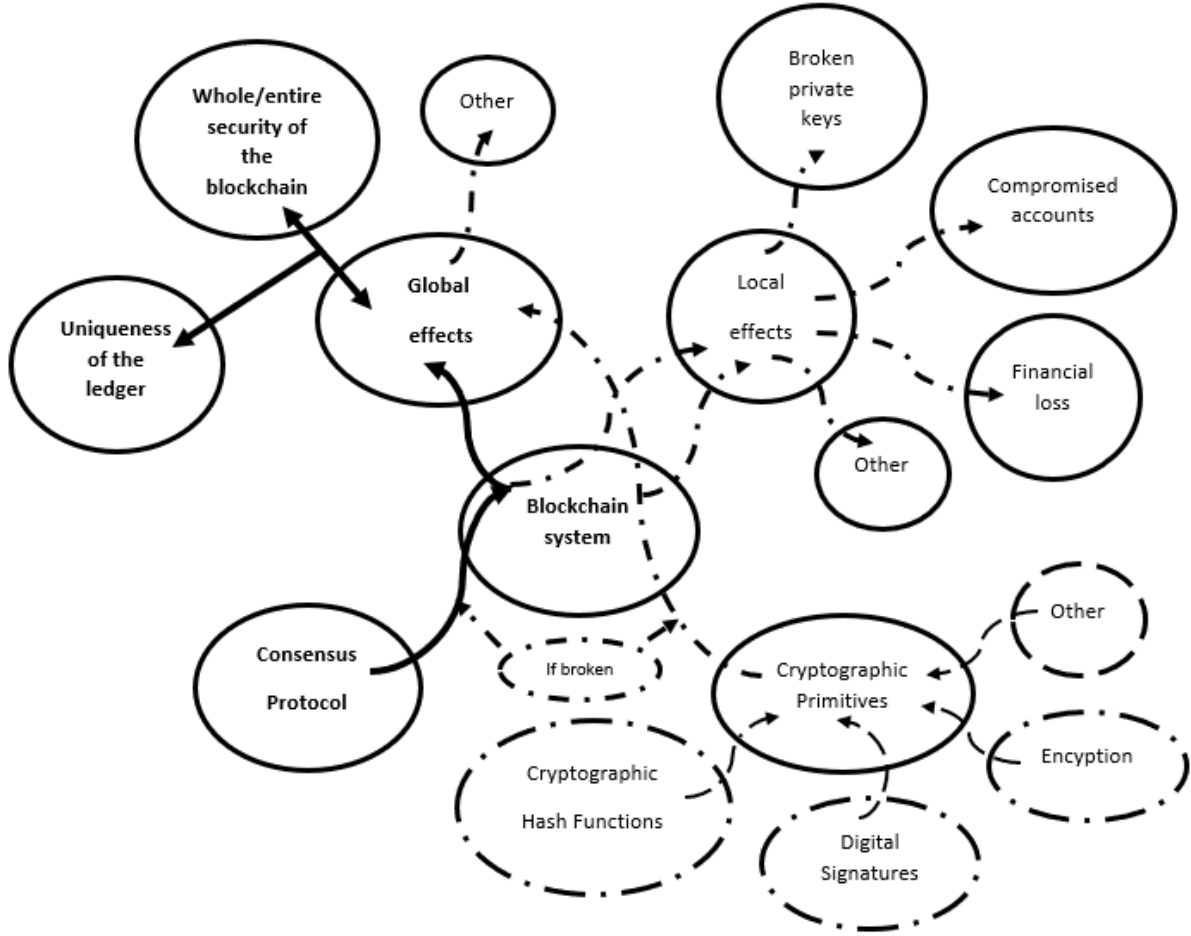 Whole/entire
security of
the
blockchain
Other
Broken
private
keys
Compromised
accounts
Global
effects
Local
effects
Uniqueness
of the
ledger
Financial
loss
Other
Blockchain
system
Consensus
Protocol
If broken
Cryptographic
Primitives
Other
Encyption
Cryptographic
Hash Functions
Digital
Signatures